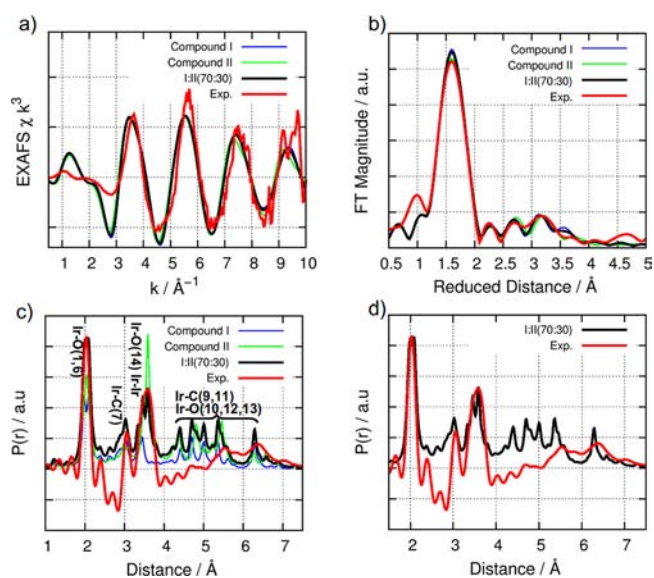 a)
Compound I
Compound II
I:II(70:30)
Exp.
EXAFS χ k³
1 2 3 4 5 6 7 8 9 10
k / Å⁻¹
b)
Compound I
Compound II
I:II(70:30)
Exp.
FT Magnitude / a.u.
0.5 1 1.5 2 2.5 3 3.5 4 4.5 5
Reduced Distance / Å
c)
Compound I
Compound II
I:II(70:30)
Exp.
Ir-O(1,6)
Ir-C(7)
Ir-O(14) Ir-Ir
Ir-C(9,11)
Ir-O(10,12,13)
P(r) / a.u
1 2 3 4 5 6 7
Distance / Å
d)
I:II(70:30)
Exp.
P(r) / a.u
2 3 4 5 6 7
Distance / Å